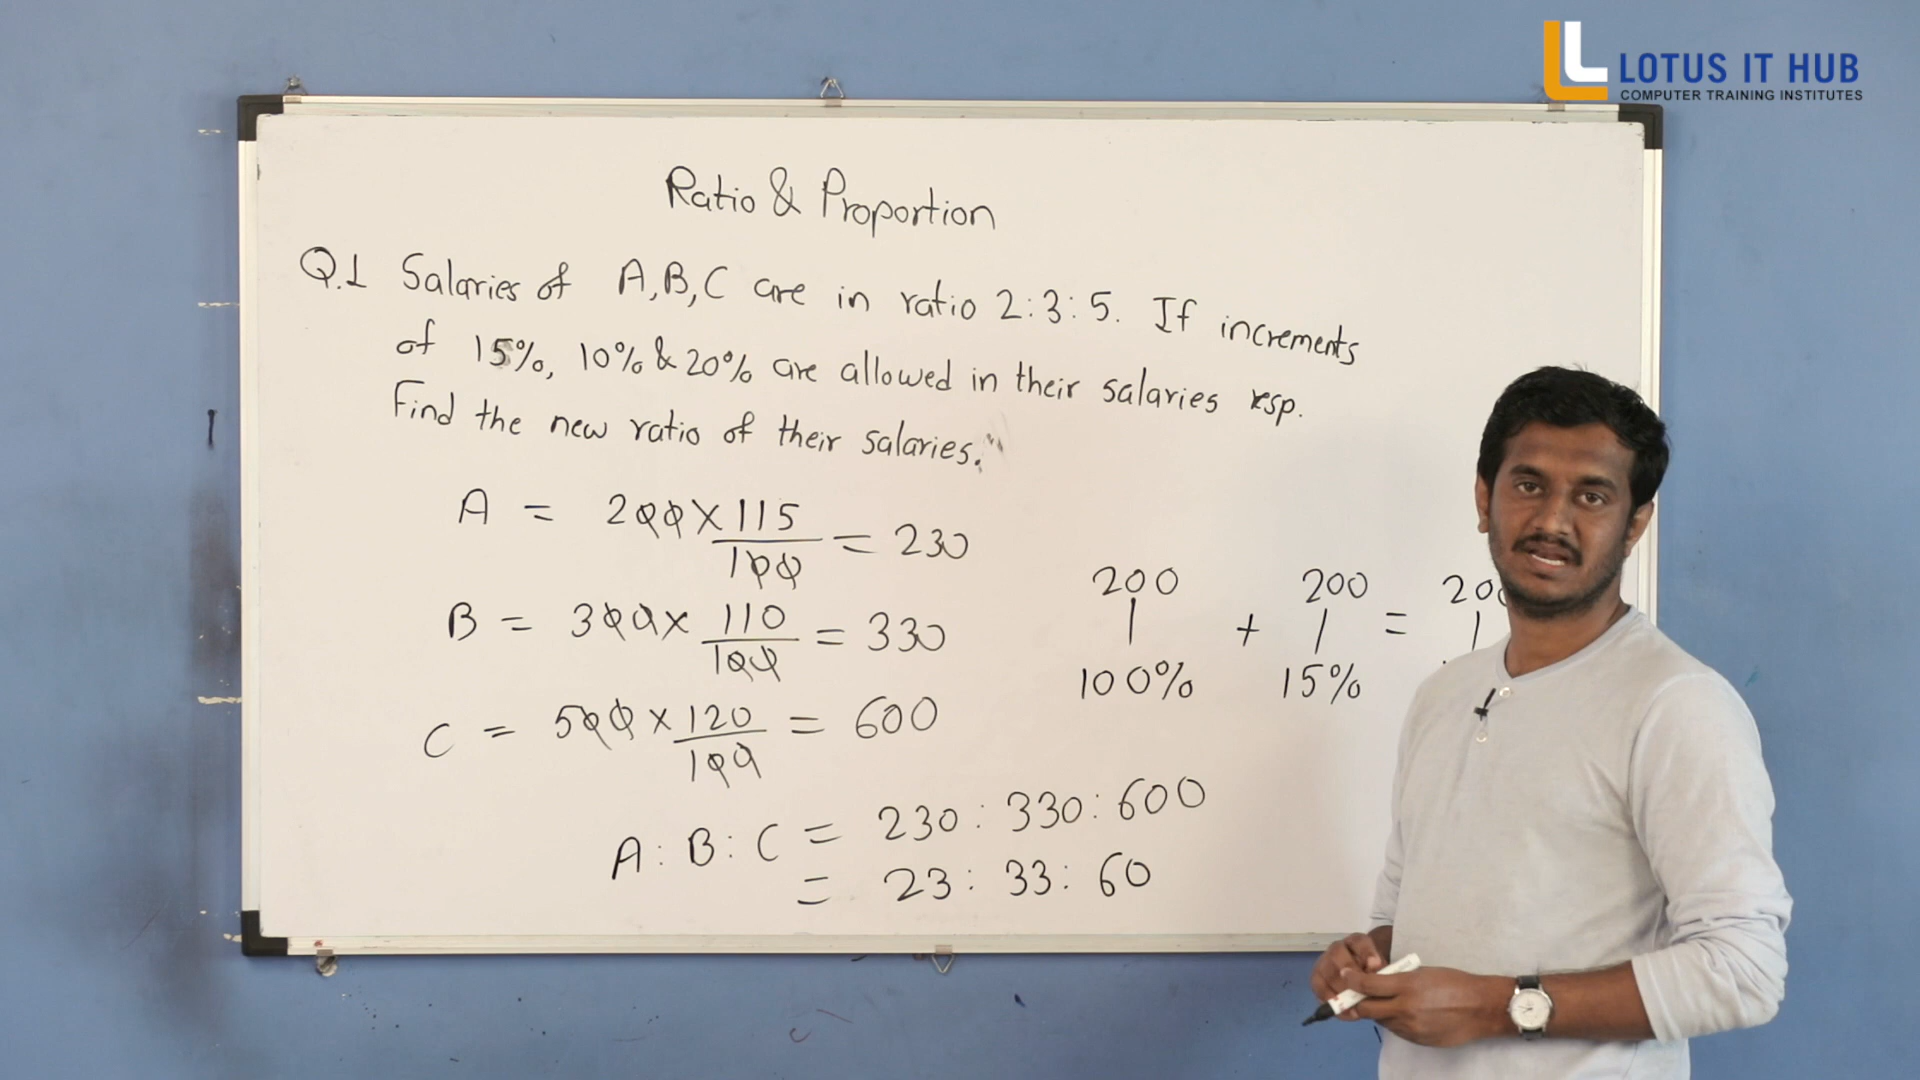 LOTUS IT HUB
COMPUTER TRAINING INSTITUTES
Ratio & Proportion
Q.1 Salaries of A,B,C are in ratio 2:3:5. If increments
of 15%, 10% & 20% are allowed in their salaries resp.
Find the new ratio of their salaries.
A = 200 X 115 / 100 = 230
B = 300 x 110 / 100 = 330
C = 500 x 120 / 100 = 600
200 + 200 =
100% 15%
A : B : C = 230 : 330 : 600
= 23 : 33 : 60